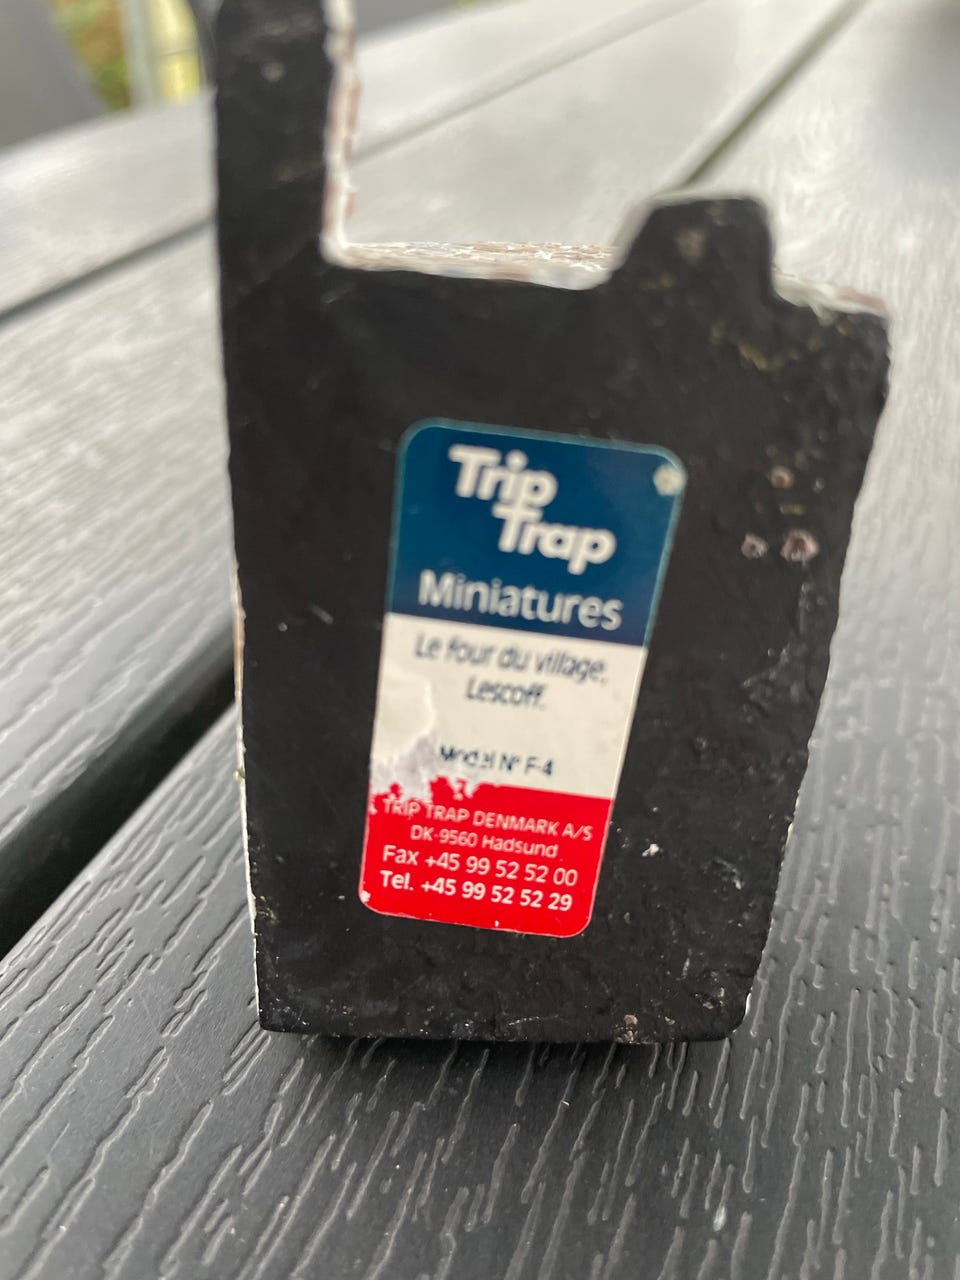 Trip
Trap
Miniatures
Le four du village,
Lescoff.
Model N° F-4
TRIP TRAP DENMARK A/S
DK-9560 Hadsund
Fax +45 99 52 52 00
Tel. +45 99 52 52 29